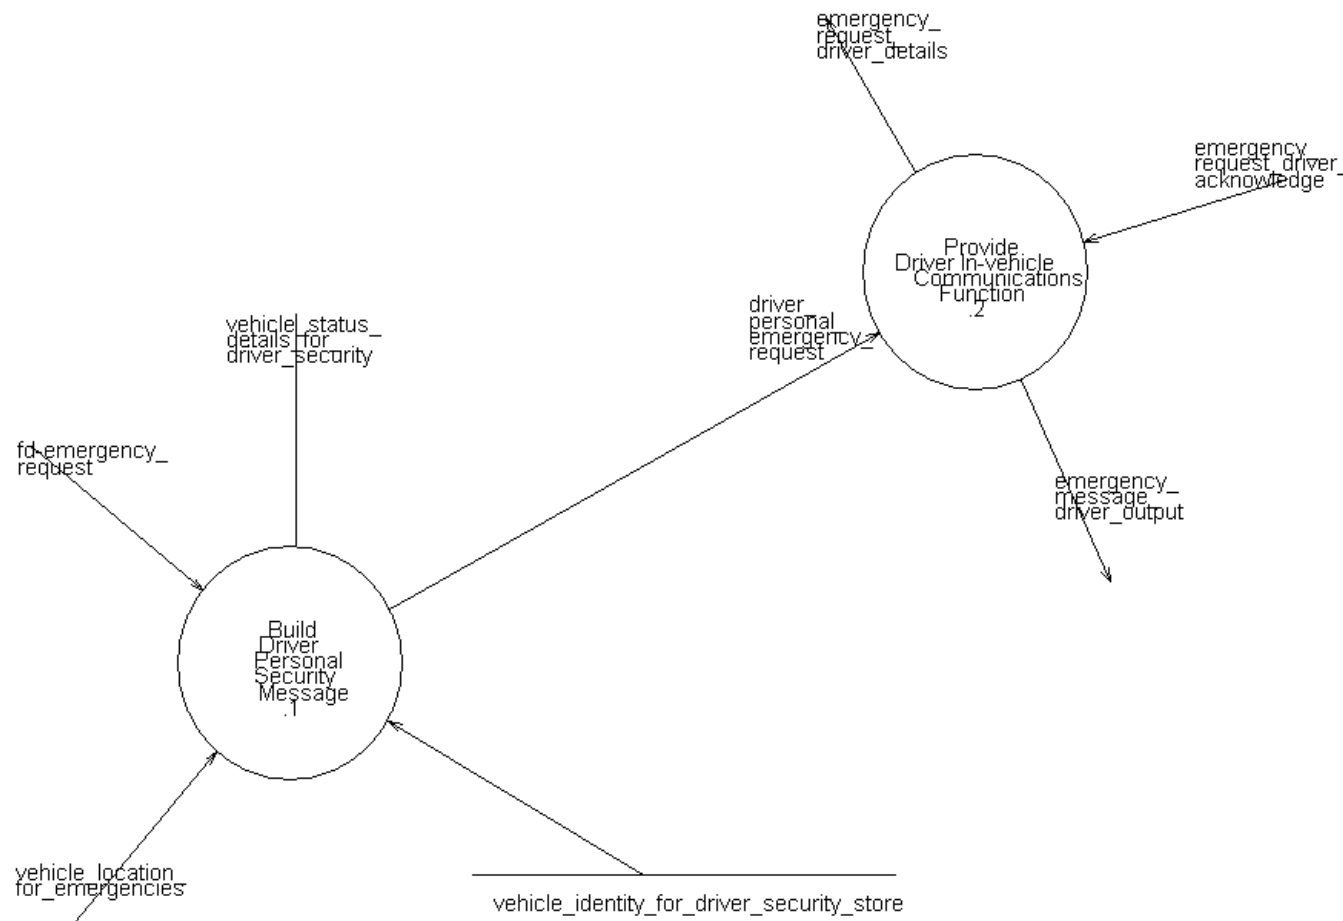 emergency_
request_
driver_details
emergency_
request_driver_
acknowledge
Provide
Driver In-vehicle
Communications
Function
.2
driver_
personal_
emergency_
request
vehicle_status_
details_for_
driver_security
fd-emergency_
request
emergency_
message_
driver_output
Build
Driver
Personal
Security
Message
.1
vehicle_location_
for_emergencies
vehicle_identity_for_driver_security_store